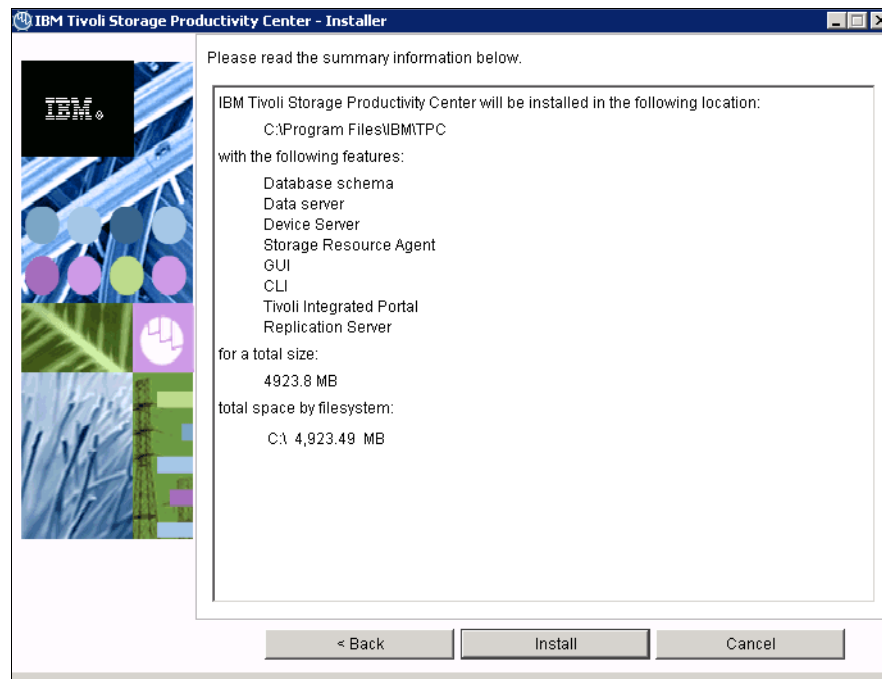 IBM Tivoli Storage Productivity Center - Installer
IBM®
Please read the summary information below.
IBM Tivoli Storage Productivity Center will be installed in the following location:
C:\Program Files\IBM\TPC
with the following features:
Database schema
Data server
Device Server
Storage Resource Agent
GUI
CLI
Tivoli Integrated Portal
Replication Server
for a total size:
4923.8 MB
total space by filesystem:
C:\ 4,923.49 MB
< Back
Install
Cancel